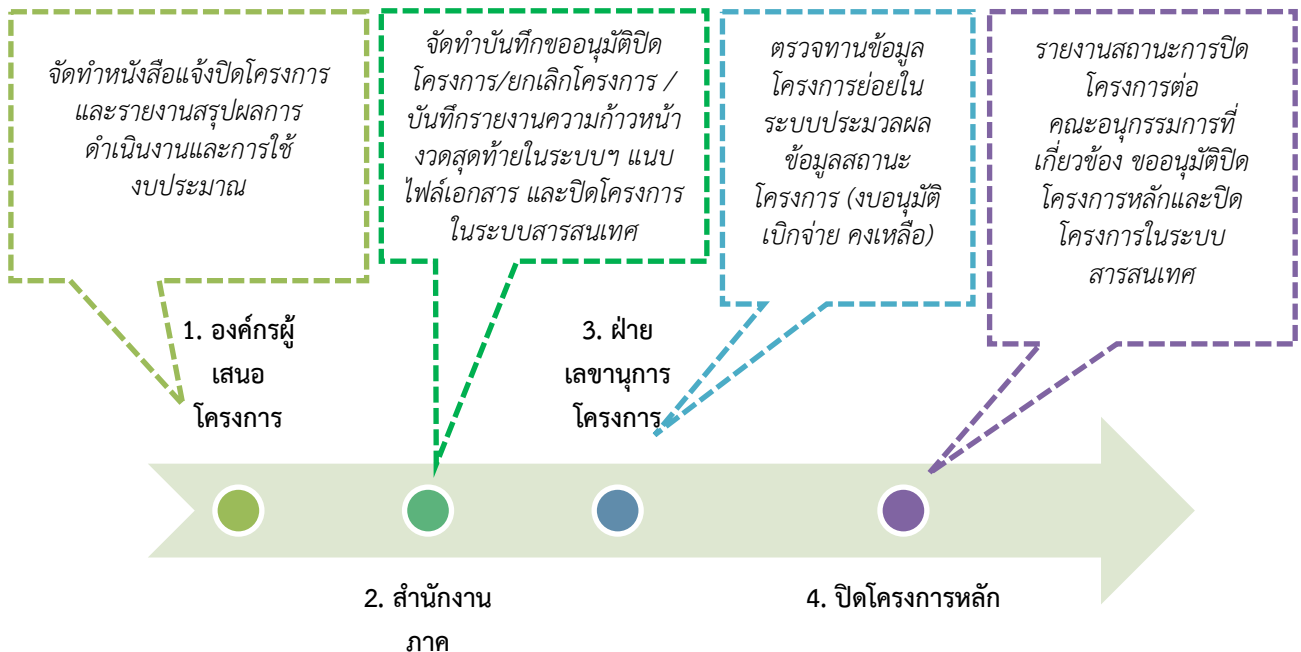 จัดทำหนังสือแจ้งปิดโครงการ
และรายงานสรุปผลการ
ดำเนินงานและการใช้
งบประมาณ
จัดทำบันทึกขออนุมัติปิด
โครงการ/ยกเลิกโครงการ /
บันทึกรายงานความก้าวหน้า
งวดสุดท้ายในระบบฯ แนบ
ไฟล์เอกสาร และปิดโครงการ
ในระบบสารสนเทศ
ตรวจทานข้อมูล
โครงการย่อยใน
ระบบประมวลผล
ข้อมูลสถานะ
โครงการ (งบอนุมัติ
เบิกจ่าย คงเหลือ)
รายงานสถานะการปิด
โครงการต่อ
คณะอนุกรรมการที่
เกี่ยวข้อง ขออนุมัติปิด
โครงการหลักและปิด
โครงการในระบบ
สารสนเทศ
1. องค์กรผู้
เสนอ
โครงการ
3. ฝ่าย
เลขานุการ
โครงการ
2. สำนักงาน
ภาค
4. ปิดโครงการหลัก